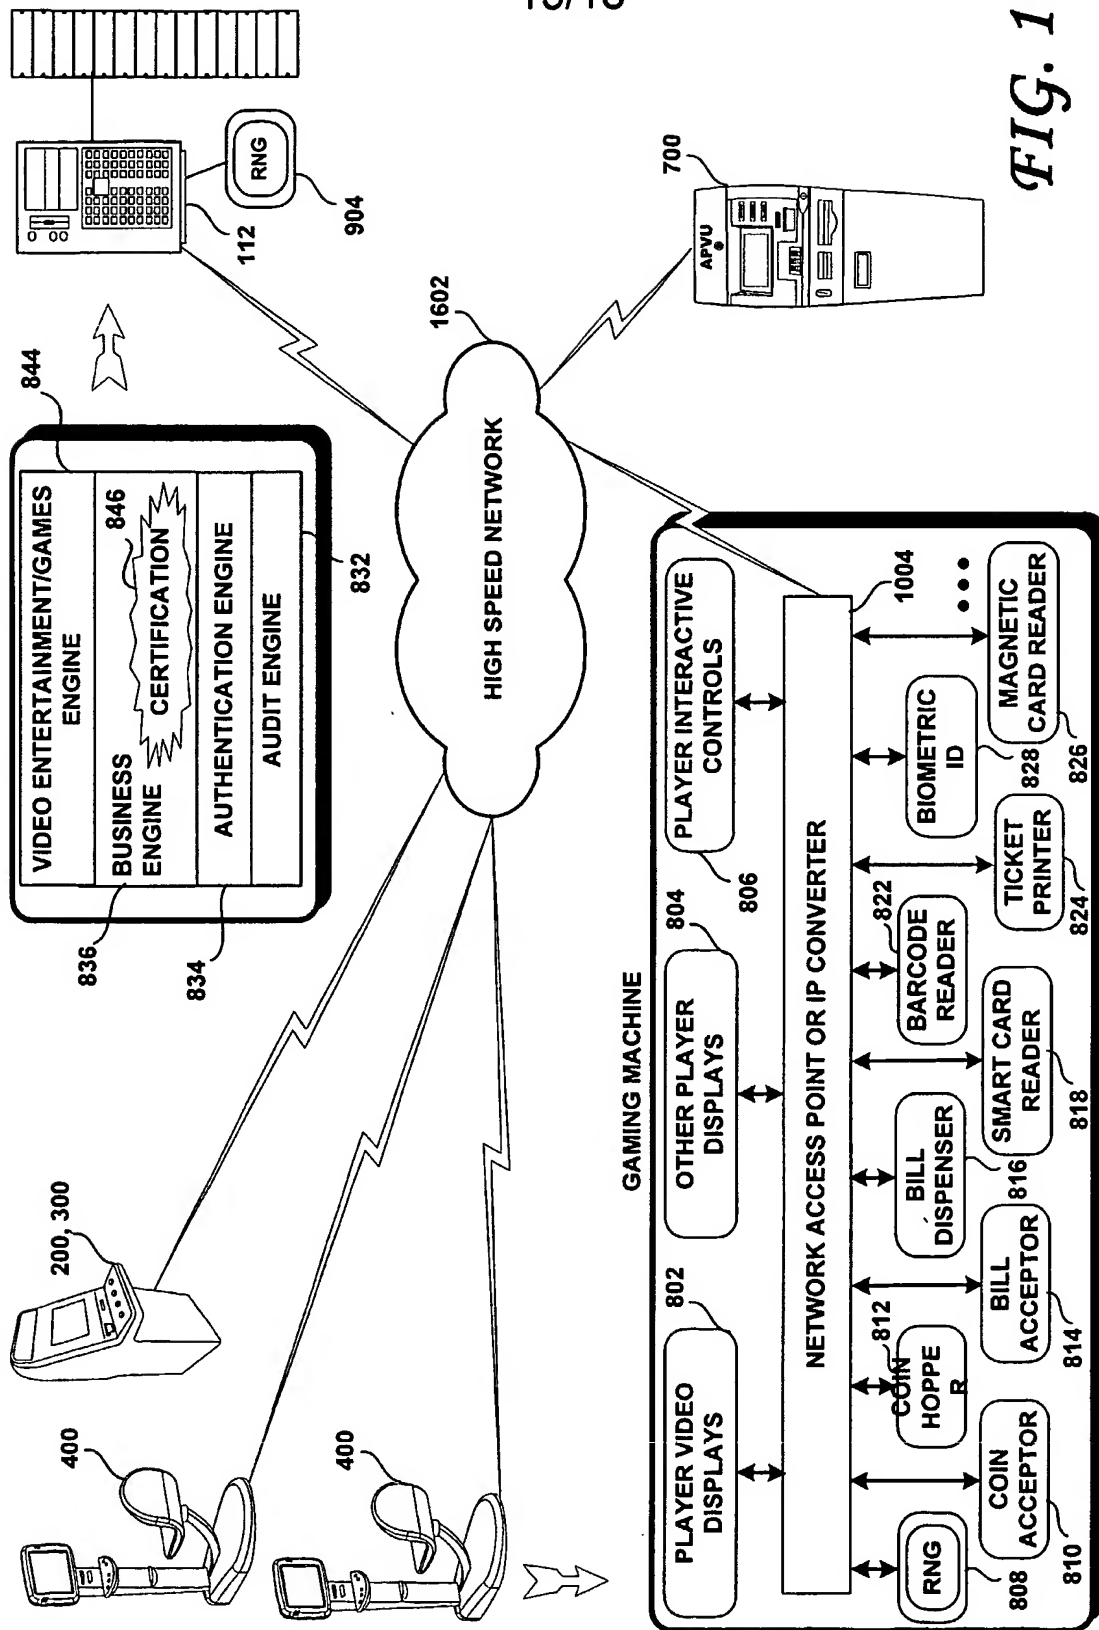 400
400
200, 300
836
834
VIDEO ENTERTAINMENT/GAMES
ENGINE
BUSINESS
ENGINE
CERTIFICATION
846
AUTHENTICATION ENGINE
AUDIT ENGINE
844
832
112
RNG
904
HIGH SPEED NETWORK
1602
APVU
700
GAMING MACHINE
PLAYER VIDEO
DISPLAYS
802
OTHER PLAYER
DISPLAYS
804
PLAYER INTERACTIVE
CONTROLS
806
NETWORK ACCESS POINT OR IP CONVERTER
1004
RNG
808
COIN
ACCEPTOR
810
COIN
HOPPE
R
812
BILL
ACCEPTOR
814
BILL
DISPENSER
816
SMART CARD
READER
818
BARCODE
READER
822
TICKET
PRINTER
824
BIOMETRIC
ID
828
MAGNETIC
CARD READER
826
FIG. 1